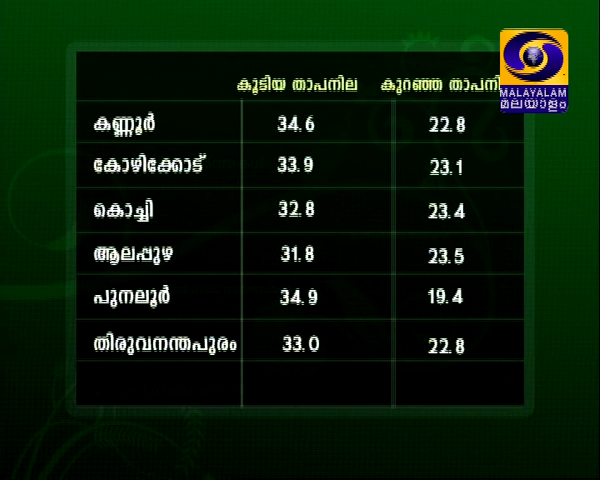 കൂടിയ താപനില കുറഞ്ഞ
MALAYALAM
മലയാളം
കണ്ണൂർ 34.6 22.8
കോഴിക്കോട് 33.9 23.1
കൊച്ചി 32.8 23.4
ആലപ്പുഴ 31.8 23.5
പുനലൂർ 34.9 19.4
തിരുവനന്തപുരം 33.0 22.8